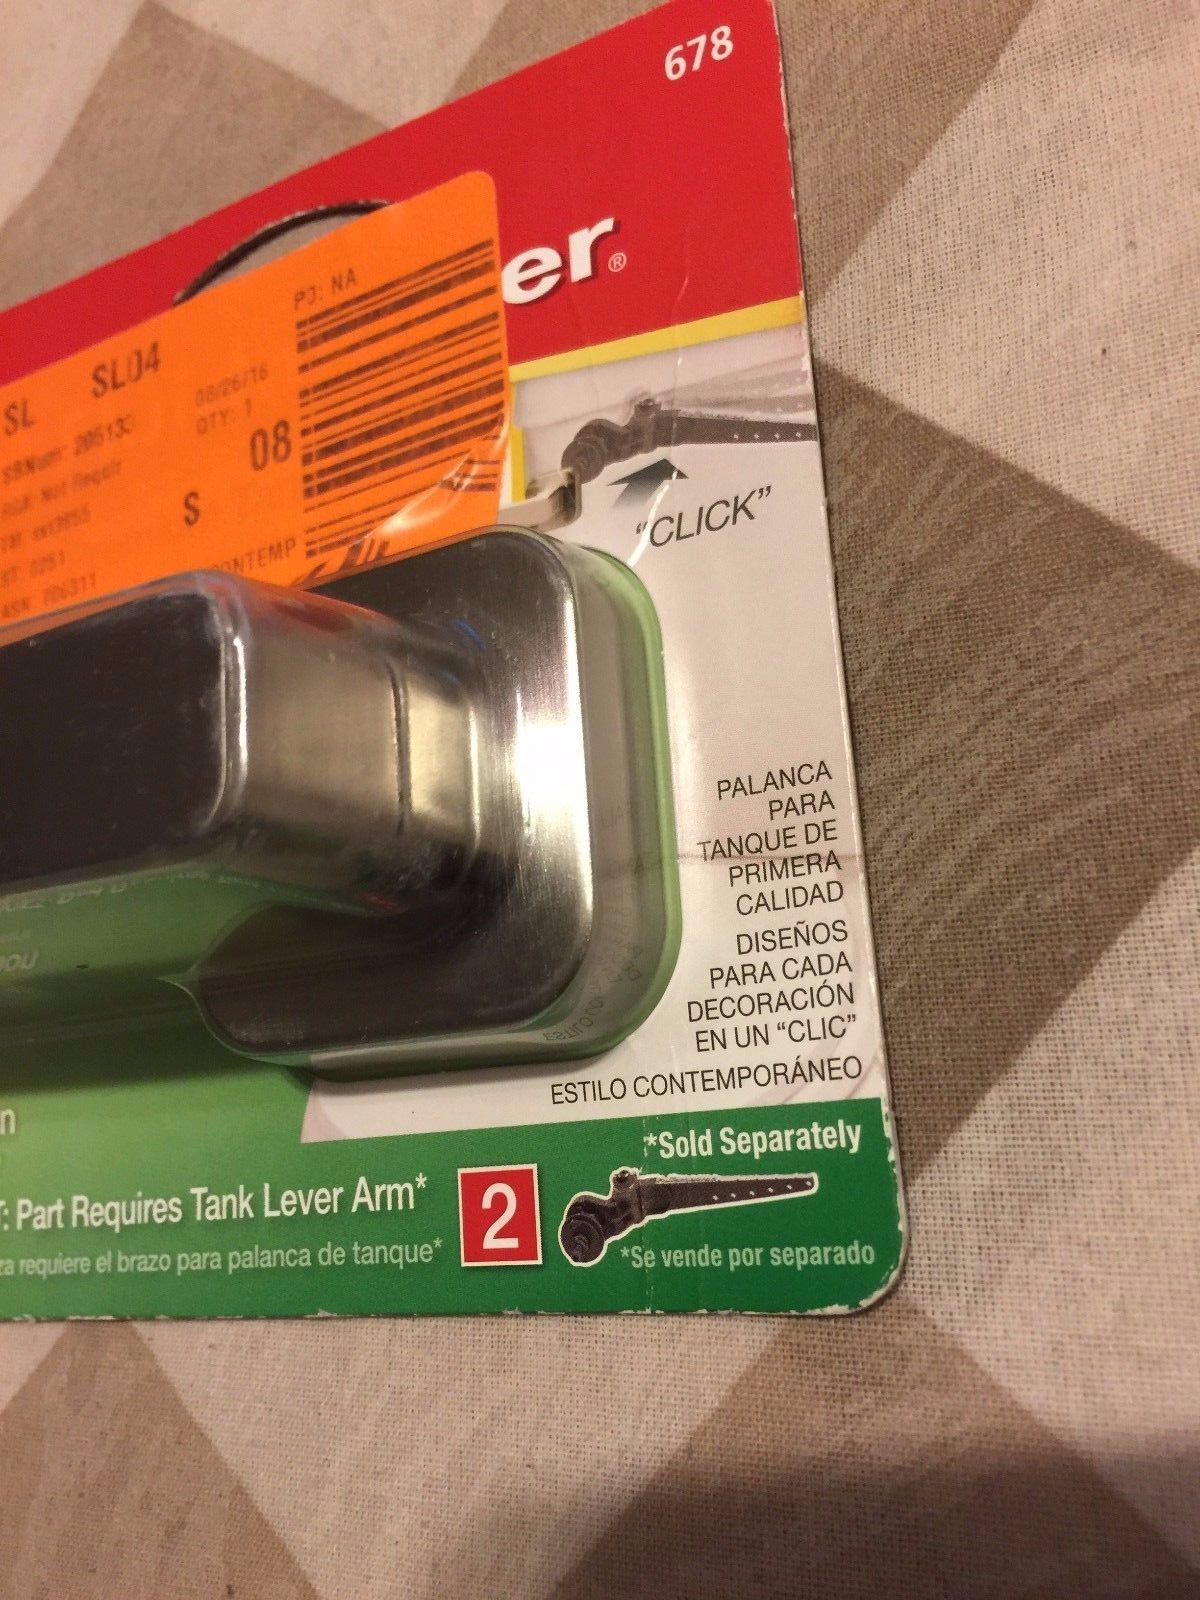 678
er®
PO: NA
SL
SL04
08/26/16
QTY: 1
08
S
"CLICK"
PALANCA
PARA
TANQUE DE
PRIMERA
CALIDAD
DISEÑOS
PARA CADA
DECORACIÓN
EN UN "CLIC"
ESTILO CONTEMPORÁNEO
n
*Sold Separately
T: Part Requires Tank Lever Arm*
2
za requiere el brazo para palanca de tanque*
*Se vende por separado